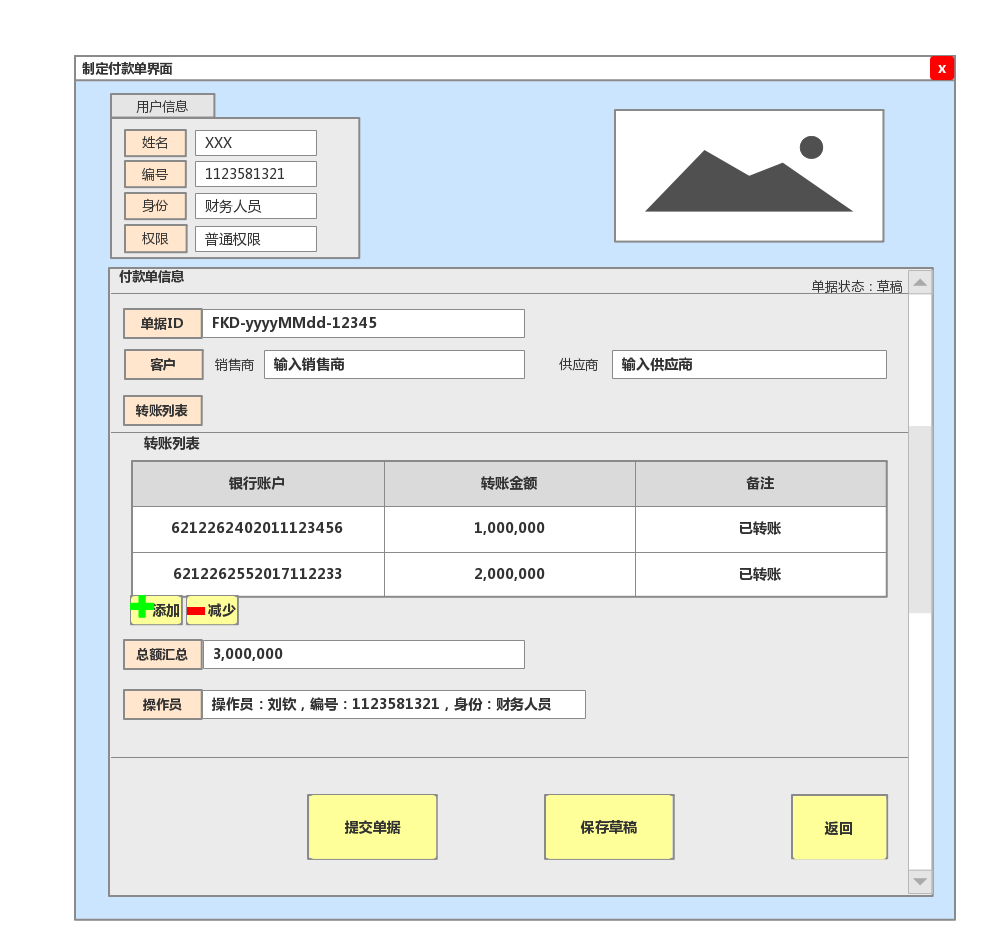 制定付款单界面 x
用户信息
姓名 XXX
编号 1123581321
身份 财务人员
权限 普通权限
付款单信息
单据状态：草稿
单据ID FKD-yyyyMMdd-12345
客户 销售商 输入销售商 供应商 输入供应商
转账列表
转账列表
银行账户 转账金额 备注
6212262402011123456 1,000,000 已转账
6212262552017112233 2,000,000 已转账
添加 减少
总额汇总 3,000,000
操作员 操作员：刘钦，编号：1123581321，身份：财务人员
提交单据 保存草稿 返回